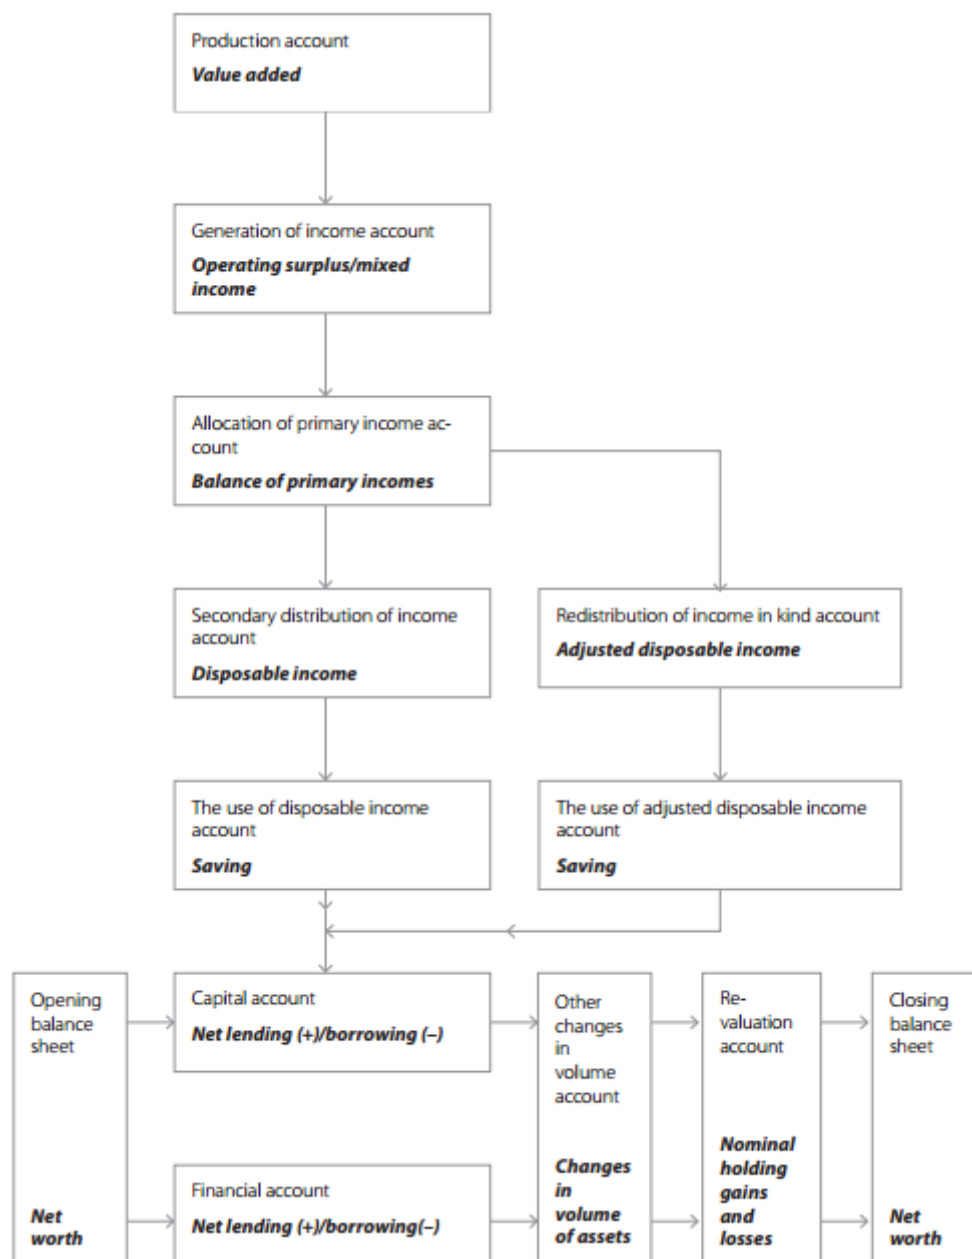 Production account
Value added
Generation of income account
Operating surplus/mixed
income
Allocation of primary income ac-
count
Balance of primary incomes
Secondary distribution of income
account
Disposable income
Redistribution of income in kind account
Adjusted disposable income
The use of disposable income
account
Saving
The use of adjusted disposable income
account
Saving
Opening
balance
sheet
Net
worth
Capital account
Net lending (+)/borrowing (–)
Financial account
Net lending (+)/borrowing(–)
Other
changes
in
volume
account
Changes
in
volume
of assets
Re-
valuation
account
Nominal
holding
gains
and
losses
Closing
balance
sheet
Net
worth